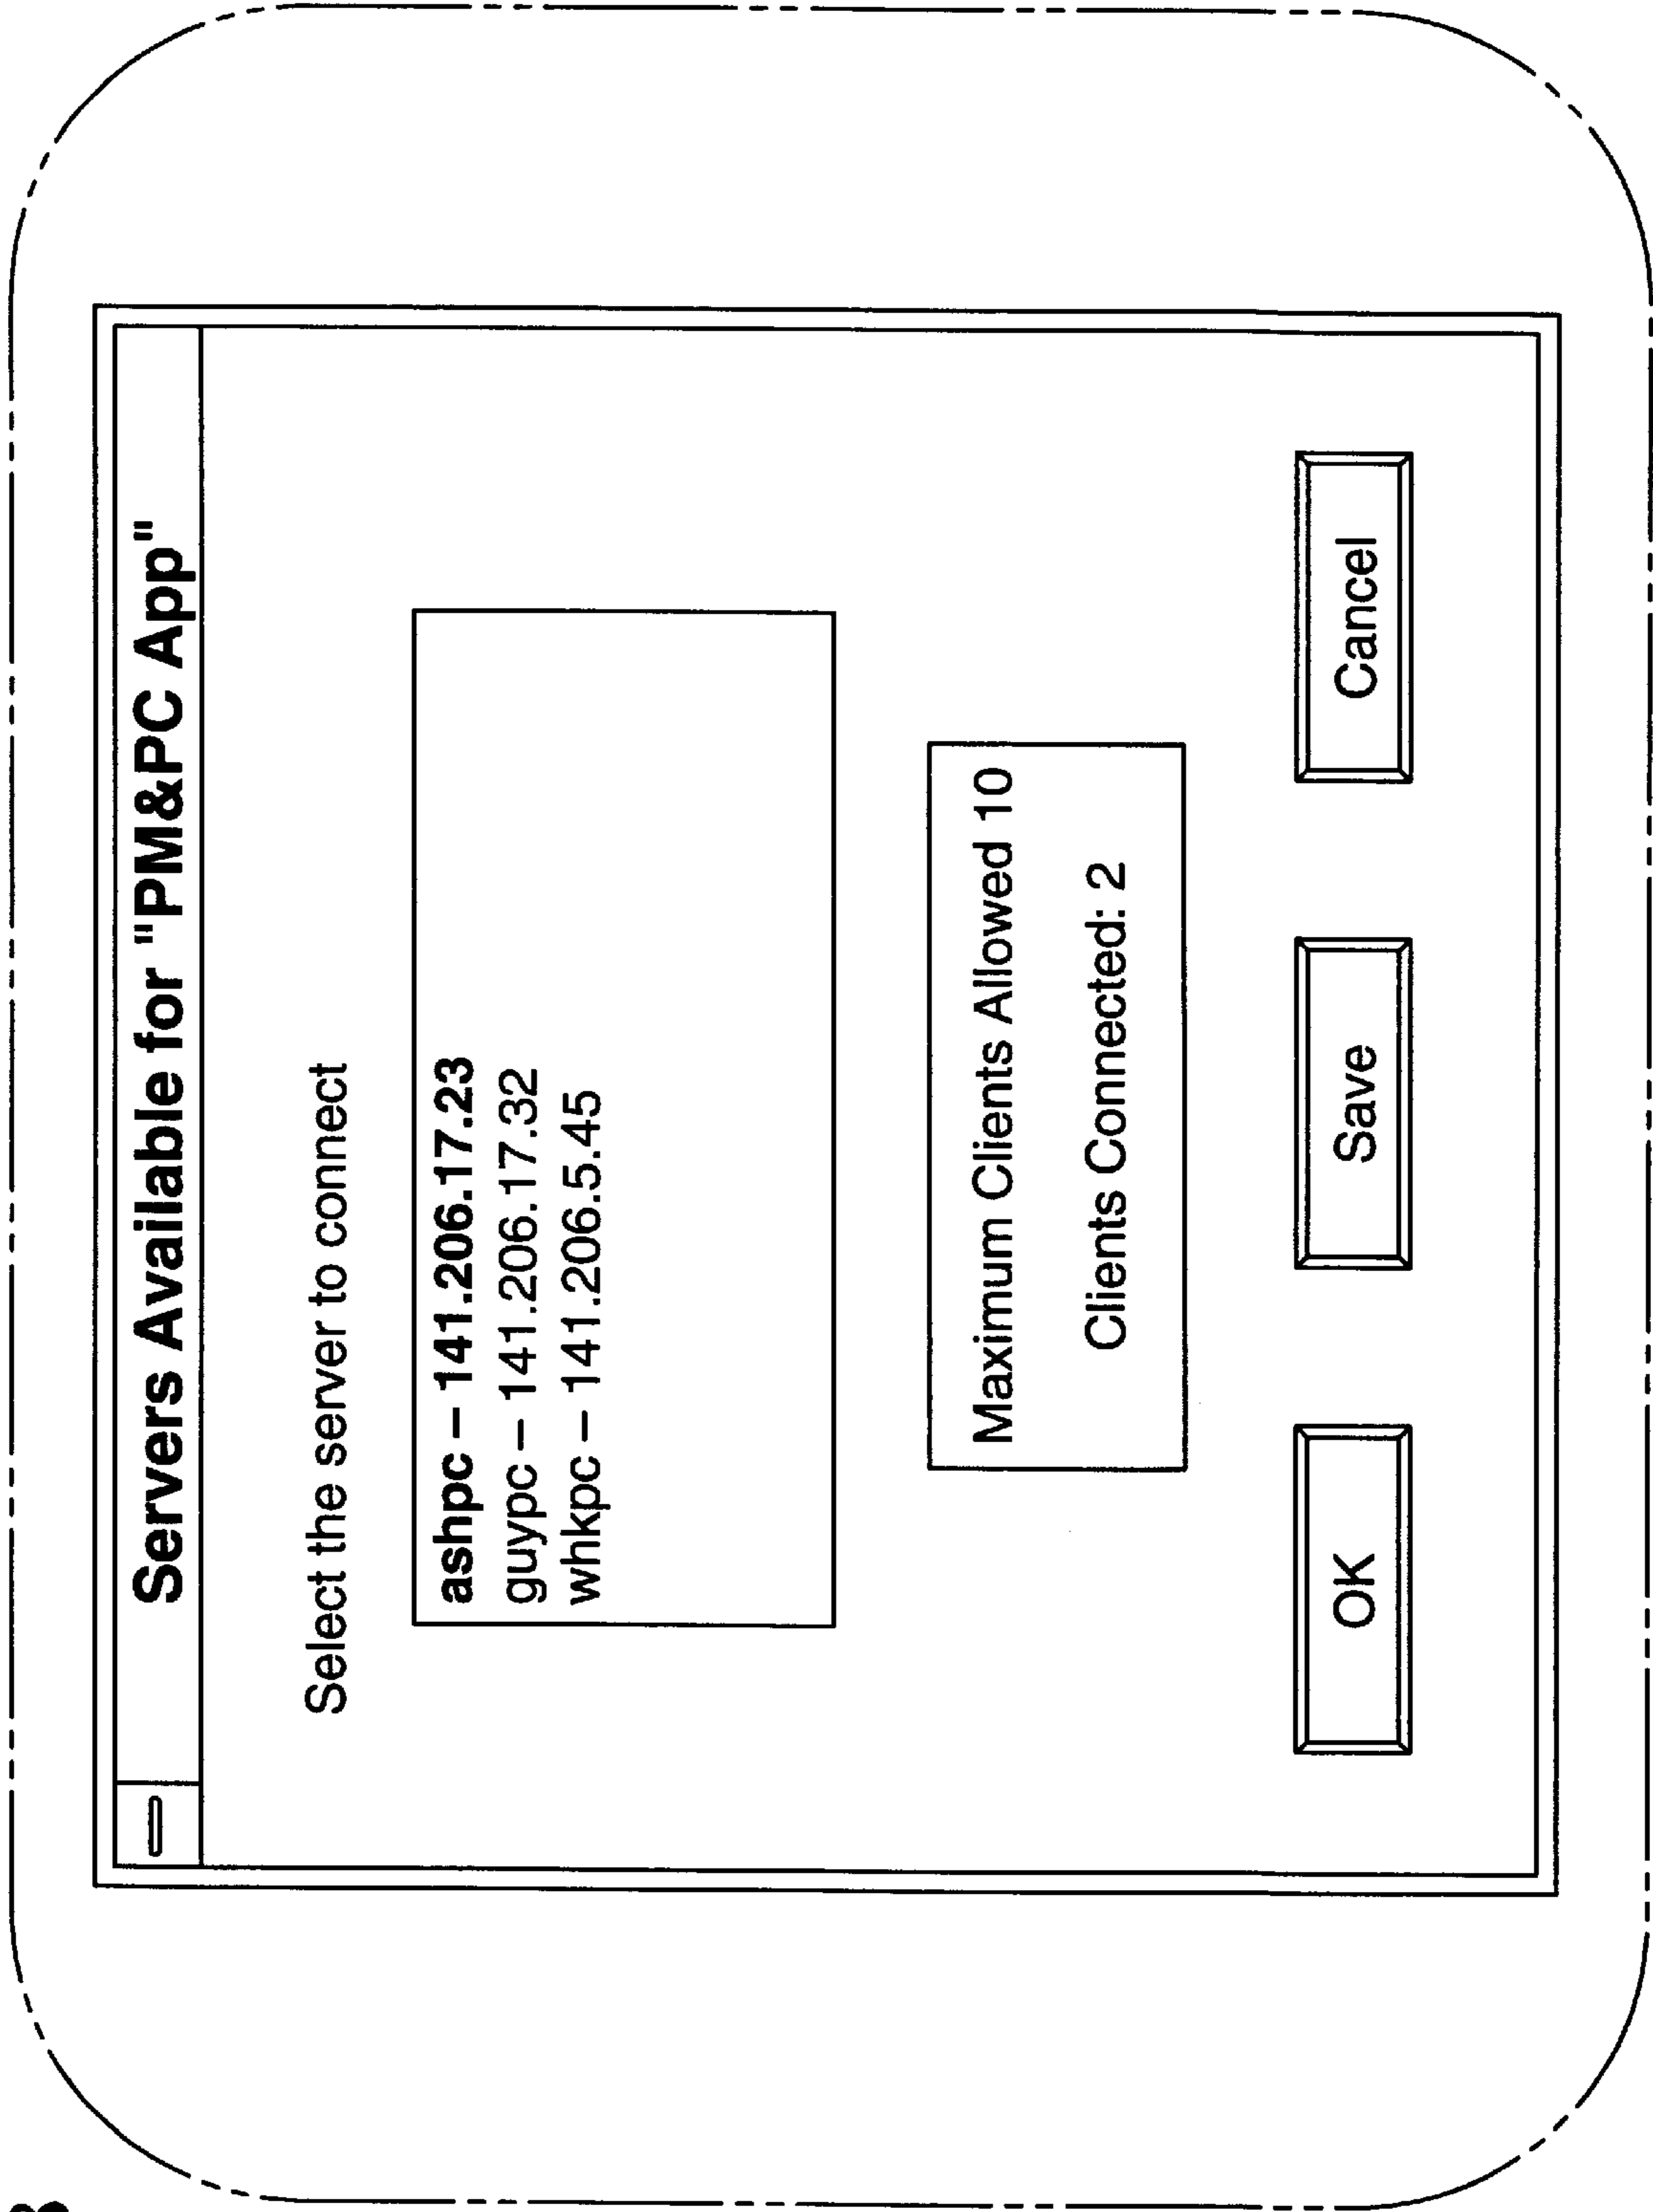 Servers Available for "PM&PC App"
Select the server to connect
ashpc – 141.206.17.23
guypc – 141.206.17.32
whkpc – 141.206.5.45
Maximum Clients Allowed 10
Clients Connected: 2
OK
Save
Cancel